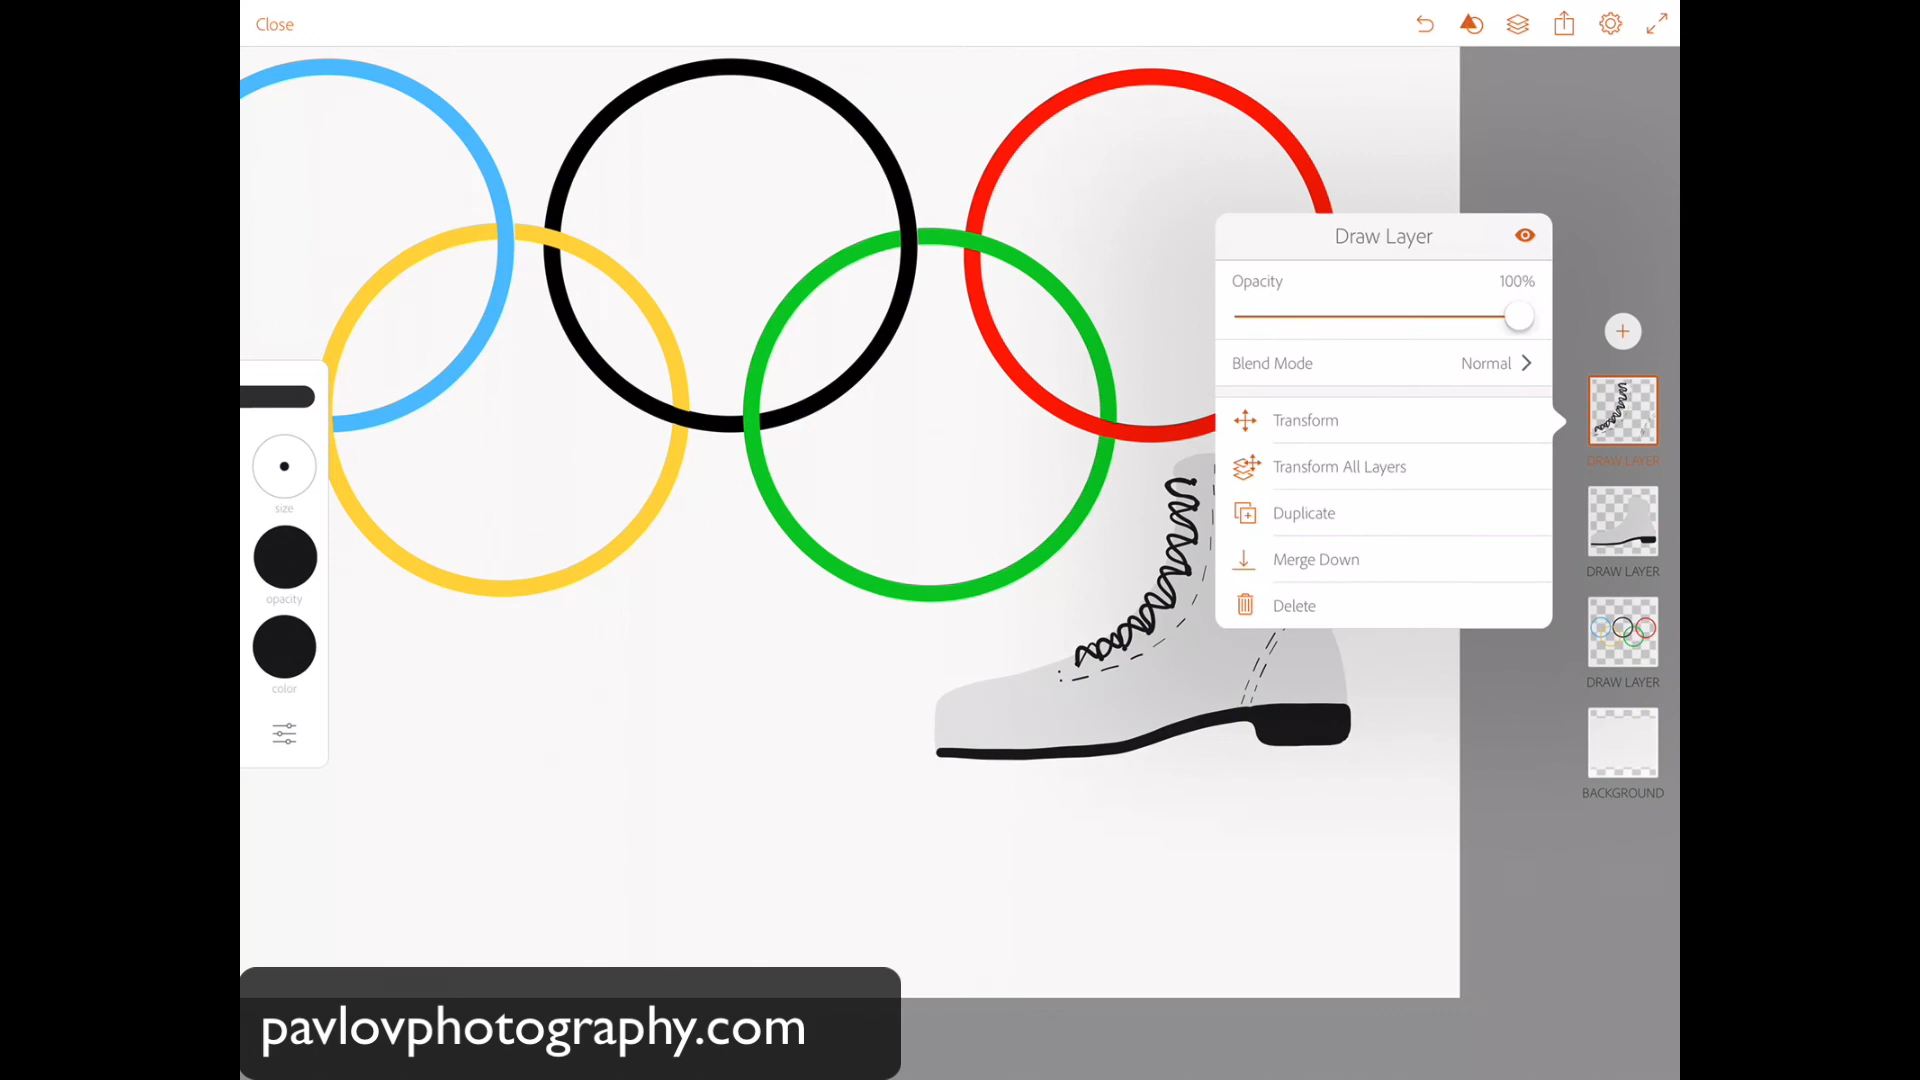 Close
Draw Layer
Opacity 100%
Blend Mode Normal
Transform
Transform All Layers
Duplicate
Merge Down
Delete
size
opacity
color
DRAW LAYER
DRAW LAYER
DRAW LAYER
BACKGROUND
pavlovphotography.com